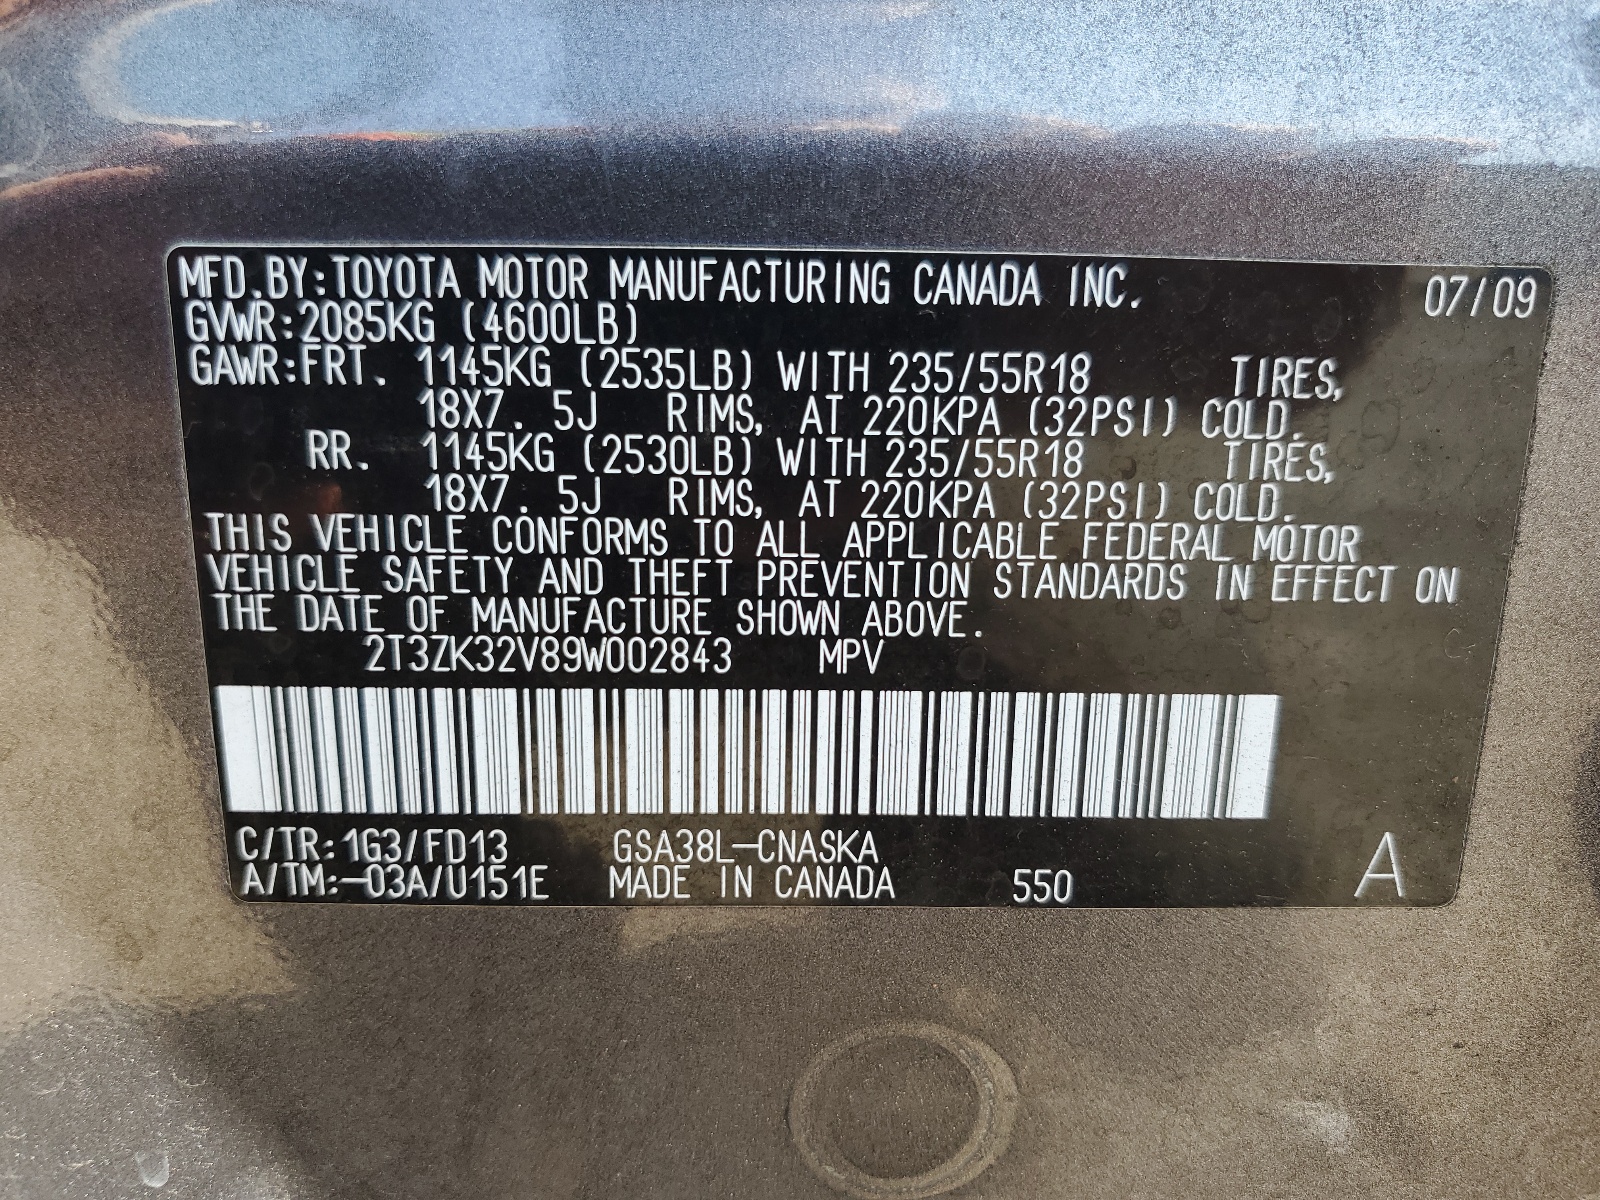 MFD.BY:TOYOTA MOTOR MANUFACTURING CANADA INC. 07/09
GVWR:2085KG (4600LB)
GAWR:FRT. 1145KG (2535LB) WITH 235/55R18 TIRES,
18X7.5J RIMS, AT 220KPA (32PSI) COLD.
RR. 1145KG (2530LB) WITH 235/55R18 TIRES,
18X7.5J RIMS, AT 220KPA (32PSI) COLD.
THIS VEHICLE CONFORMS TO ALL APPLICABLE FEDERAL MOTOR
VEHICLE SAFETY AND THEFT PREVENTION STANDARDS IN EFFECT ON
THE DATE OF MANUFACTURE SHOWN ABOVE.
2T3ZK32V89W002843 MPV
C/TR:1G3/FD13 GSA38L-CNASKA
A/TM:-03A/U151E MADE IN CANADA 550 A